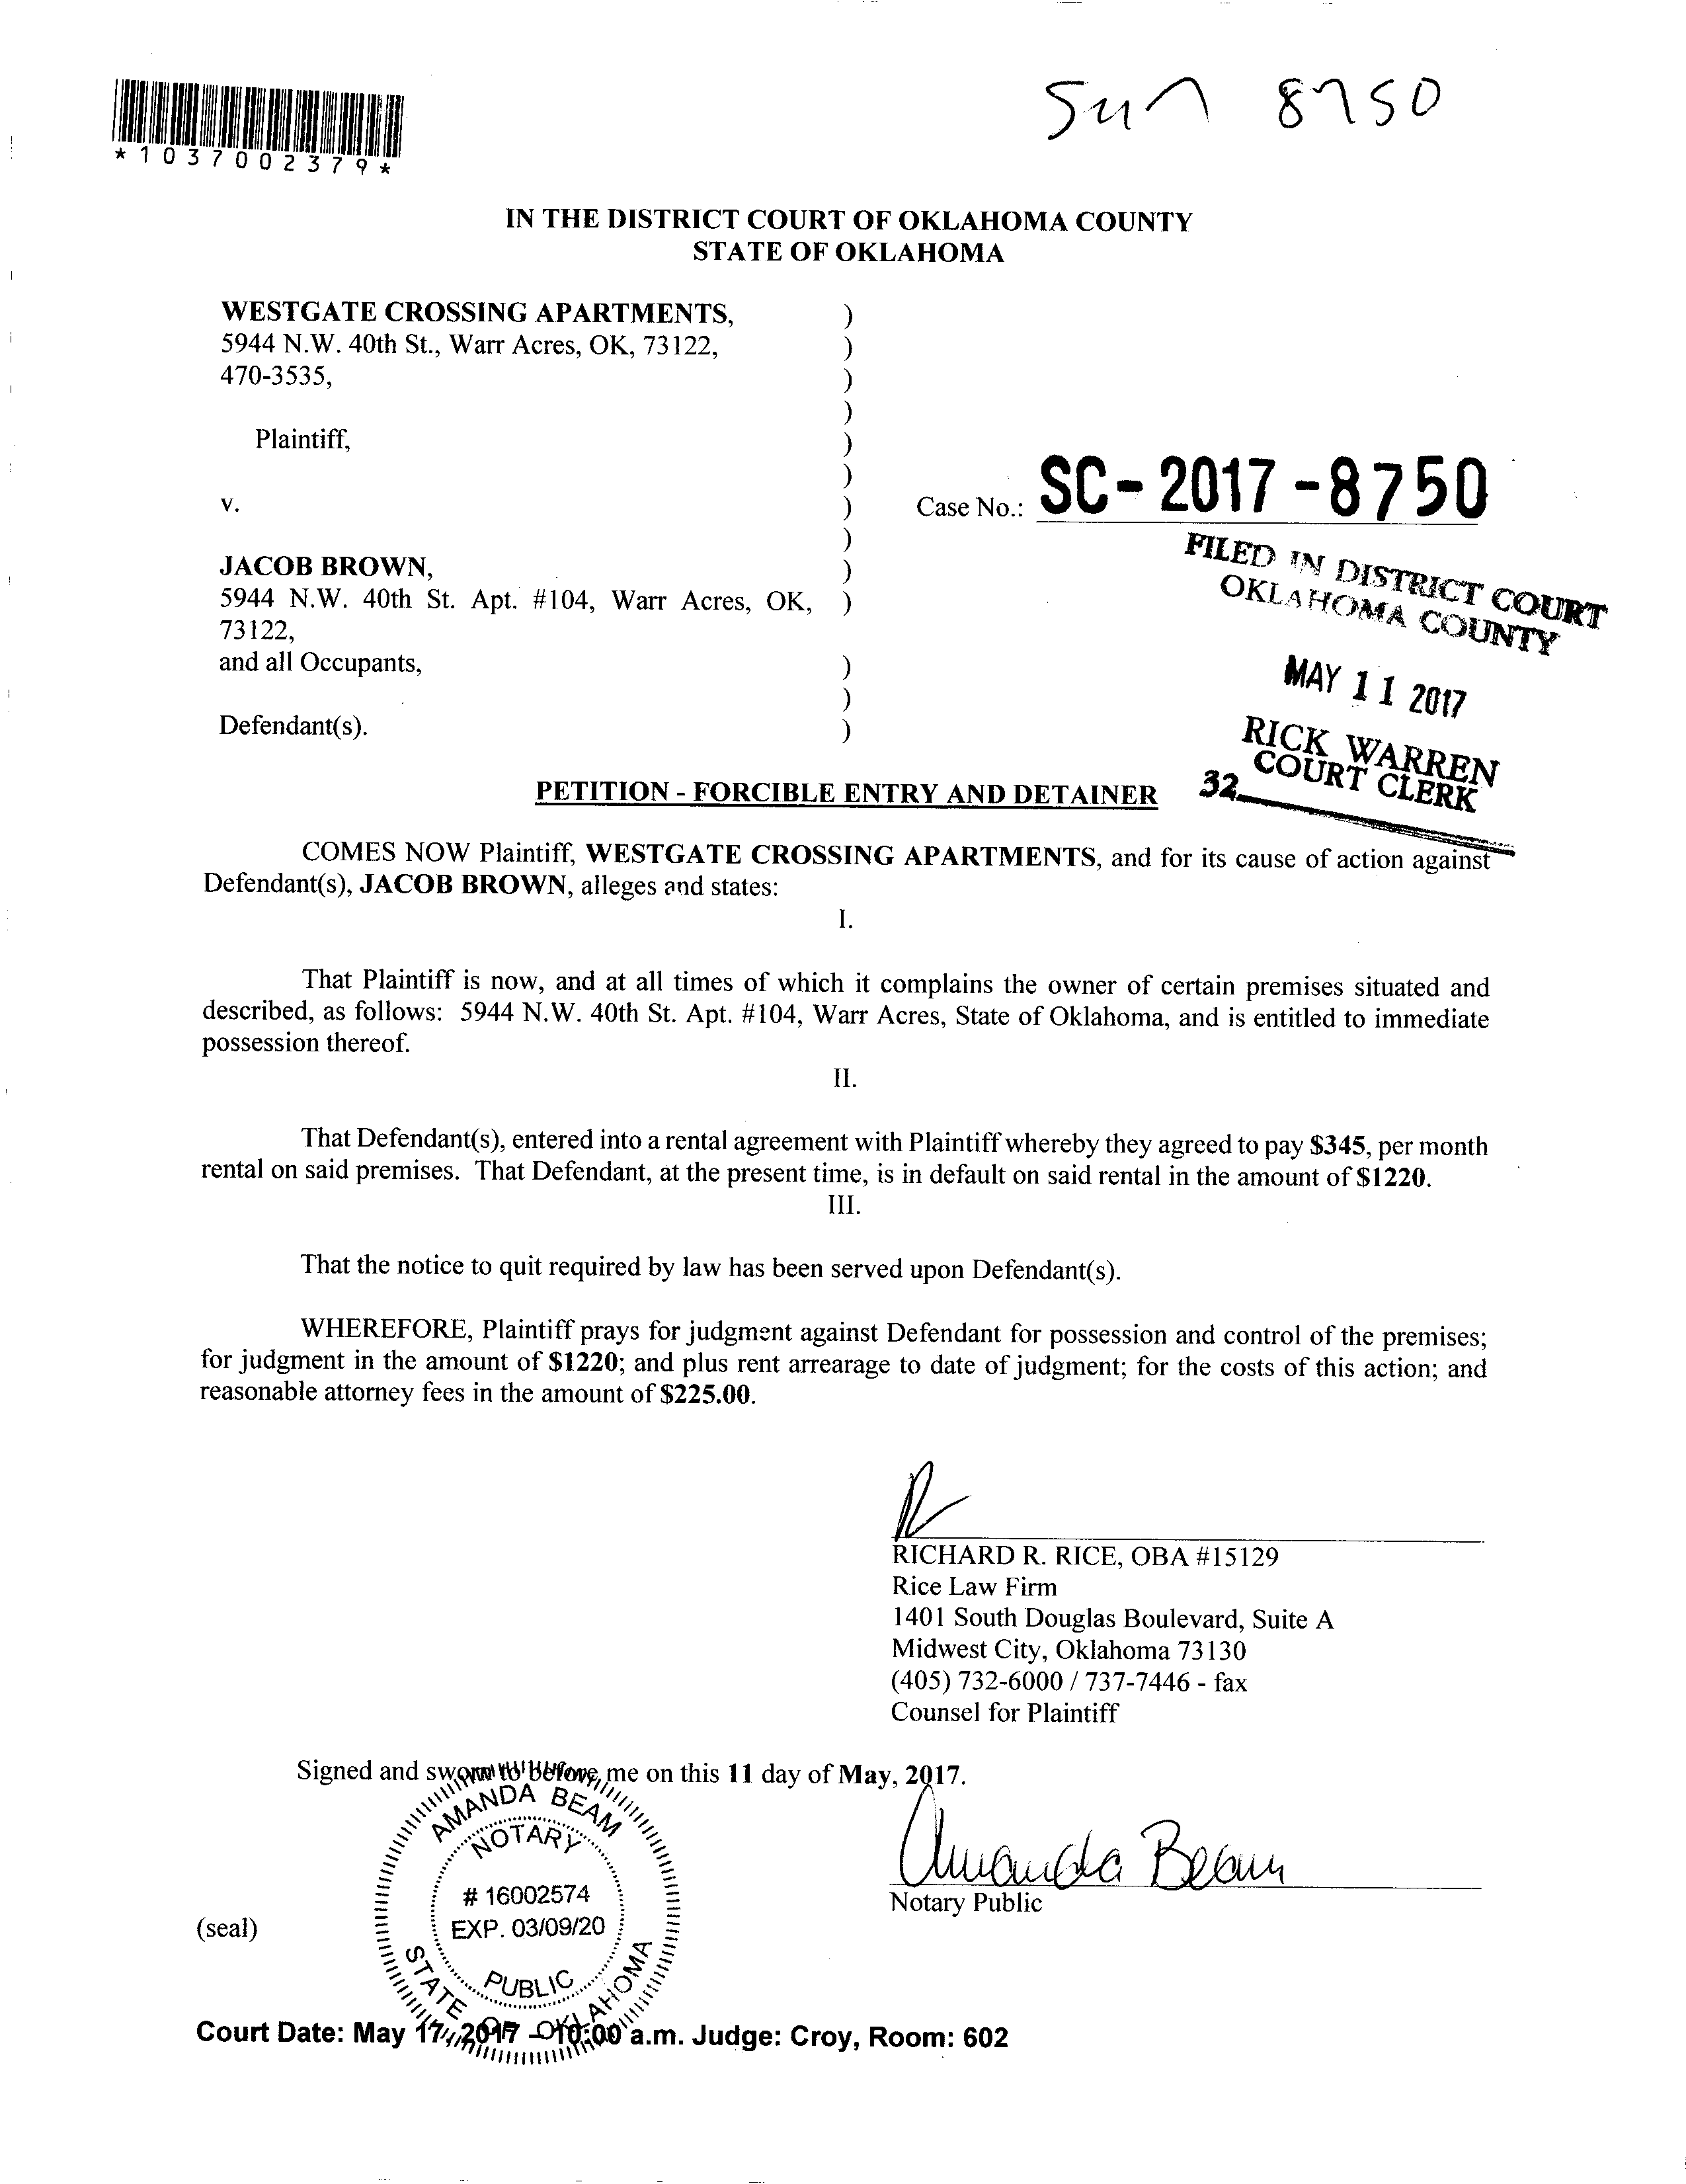 Sun 8750
*1037002379*
IN THE DISTRICT COURT OF OKLAHOMA COUNTY
STATE OF OKLAHOMA
WESTGATE CROSSING APARTMENTS, )
5944 N.W. 40th St., Warr Acres, OK, 73122, )
470-3535, )
)
Plaintiff, )
)
v. ) Case No.: SC-2017-8750
)
JACOB BROWN, )
5944 N.W. 40th St. Apt. #104, Warr Acres, OK, )
73122,
and all Occupants, )
)
Defendant(s). )
FILED IN DISTRICT COURT
OKLAHOMA COUNTY
MAY 11 2017
RICK WARREN
COURT CLERK
32
PETITION - FORCIBLE ENTRY AND DETAINER
COMES NOW Plaintiff, WESTGATE CROSSING APARTMENTS, and for its cause of action against
Defendant(s), JACOB BROWN, alleges and states:
I.
That Plaintiff is now, and at all times of which it complains the owner of certain premises situated and
described, as follows: 5944 N.W. 40th St. Apt. #104, Warr Acres, State of Oklahoma, and is entitled to immediate
possession thereof.
II.
That Defendant(s), entered into a rental agreement with Plaintiff whereby they agreed to pay $345, per month
rental on said premises. That Defendant, at the present time, is in default on said rental in the amount of $1220.
III.
That the notice to quit required by law has been served upon Defendant(s).
WHEREFORE, Plaintiff prays for judgment against Defendant for possession and control of the premises;
for judgment in the amount of $1220; and plus rent arrearage to date of judgment; for the costs of this action; and
reasonable attorney fees in the amount of $225.00.
RICHARD R. RICE, OBA #15129
Rice Law Firm
1401 South Douglas Boulevard, Suite A
Midwest City, Oklahoma 73130
(405) 732-6000 / 737-7446 - fax
Counsel for Plaintiff
Signed and sworn to before me on this 11 day of May, 2017.
Amanda Beam
Notary Public
(seal)
AMANDA BEAM
NOTARY
# 16002574
EXP. 03/09/20
PUBLIC
STATE OF OKLAHOMA
Court Date: May 17, 2017 - 10:00 a.m. Judge: Croy, Room: 602